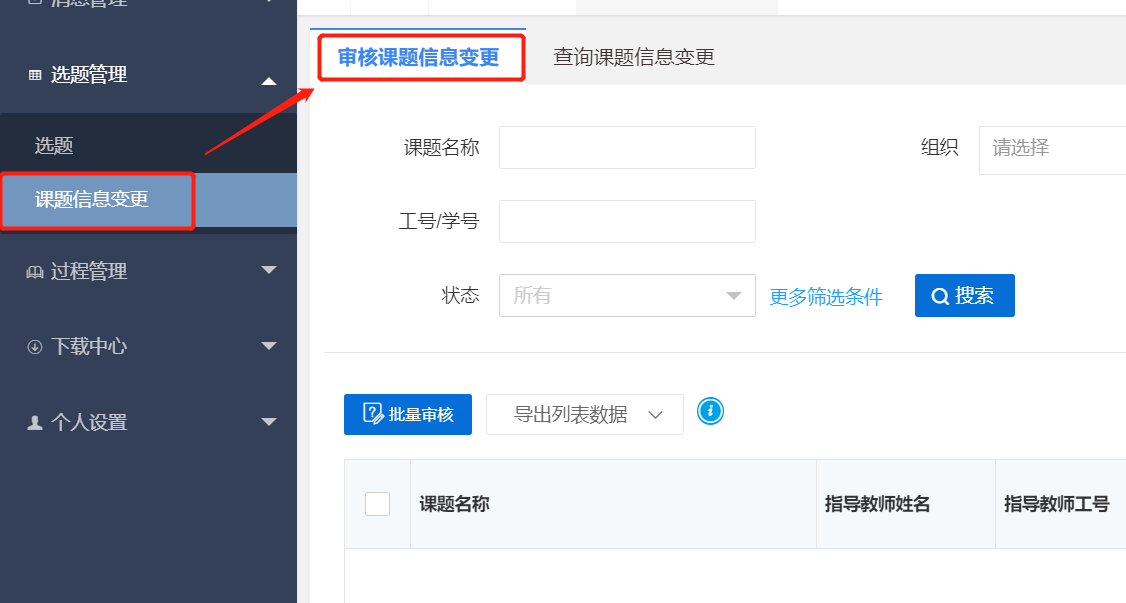 消息管理
选题管理
选题
课题信息变更
过程管理
下载中心
个人设置
审核课题信息变更 查询课题信息变更
课题名称 组织 请选择
工号/学号
状态 所有 更多筛选条件 搜索
批量审核 导出列表数据
课题名称 指导教师姓名 指导教师工号